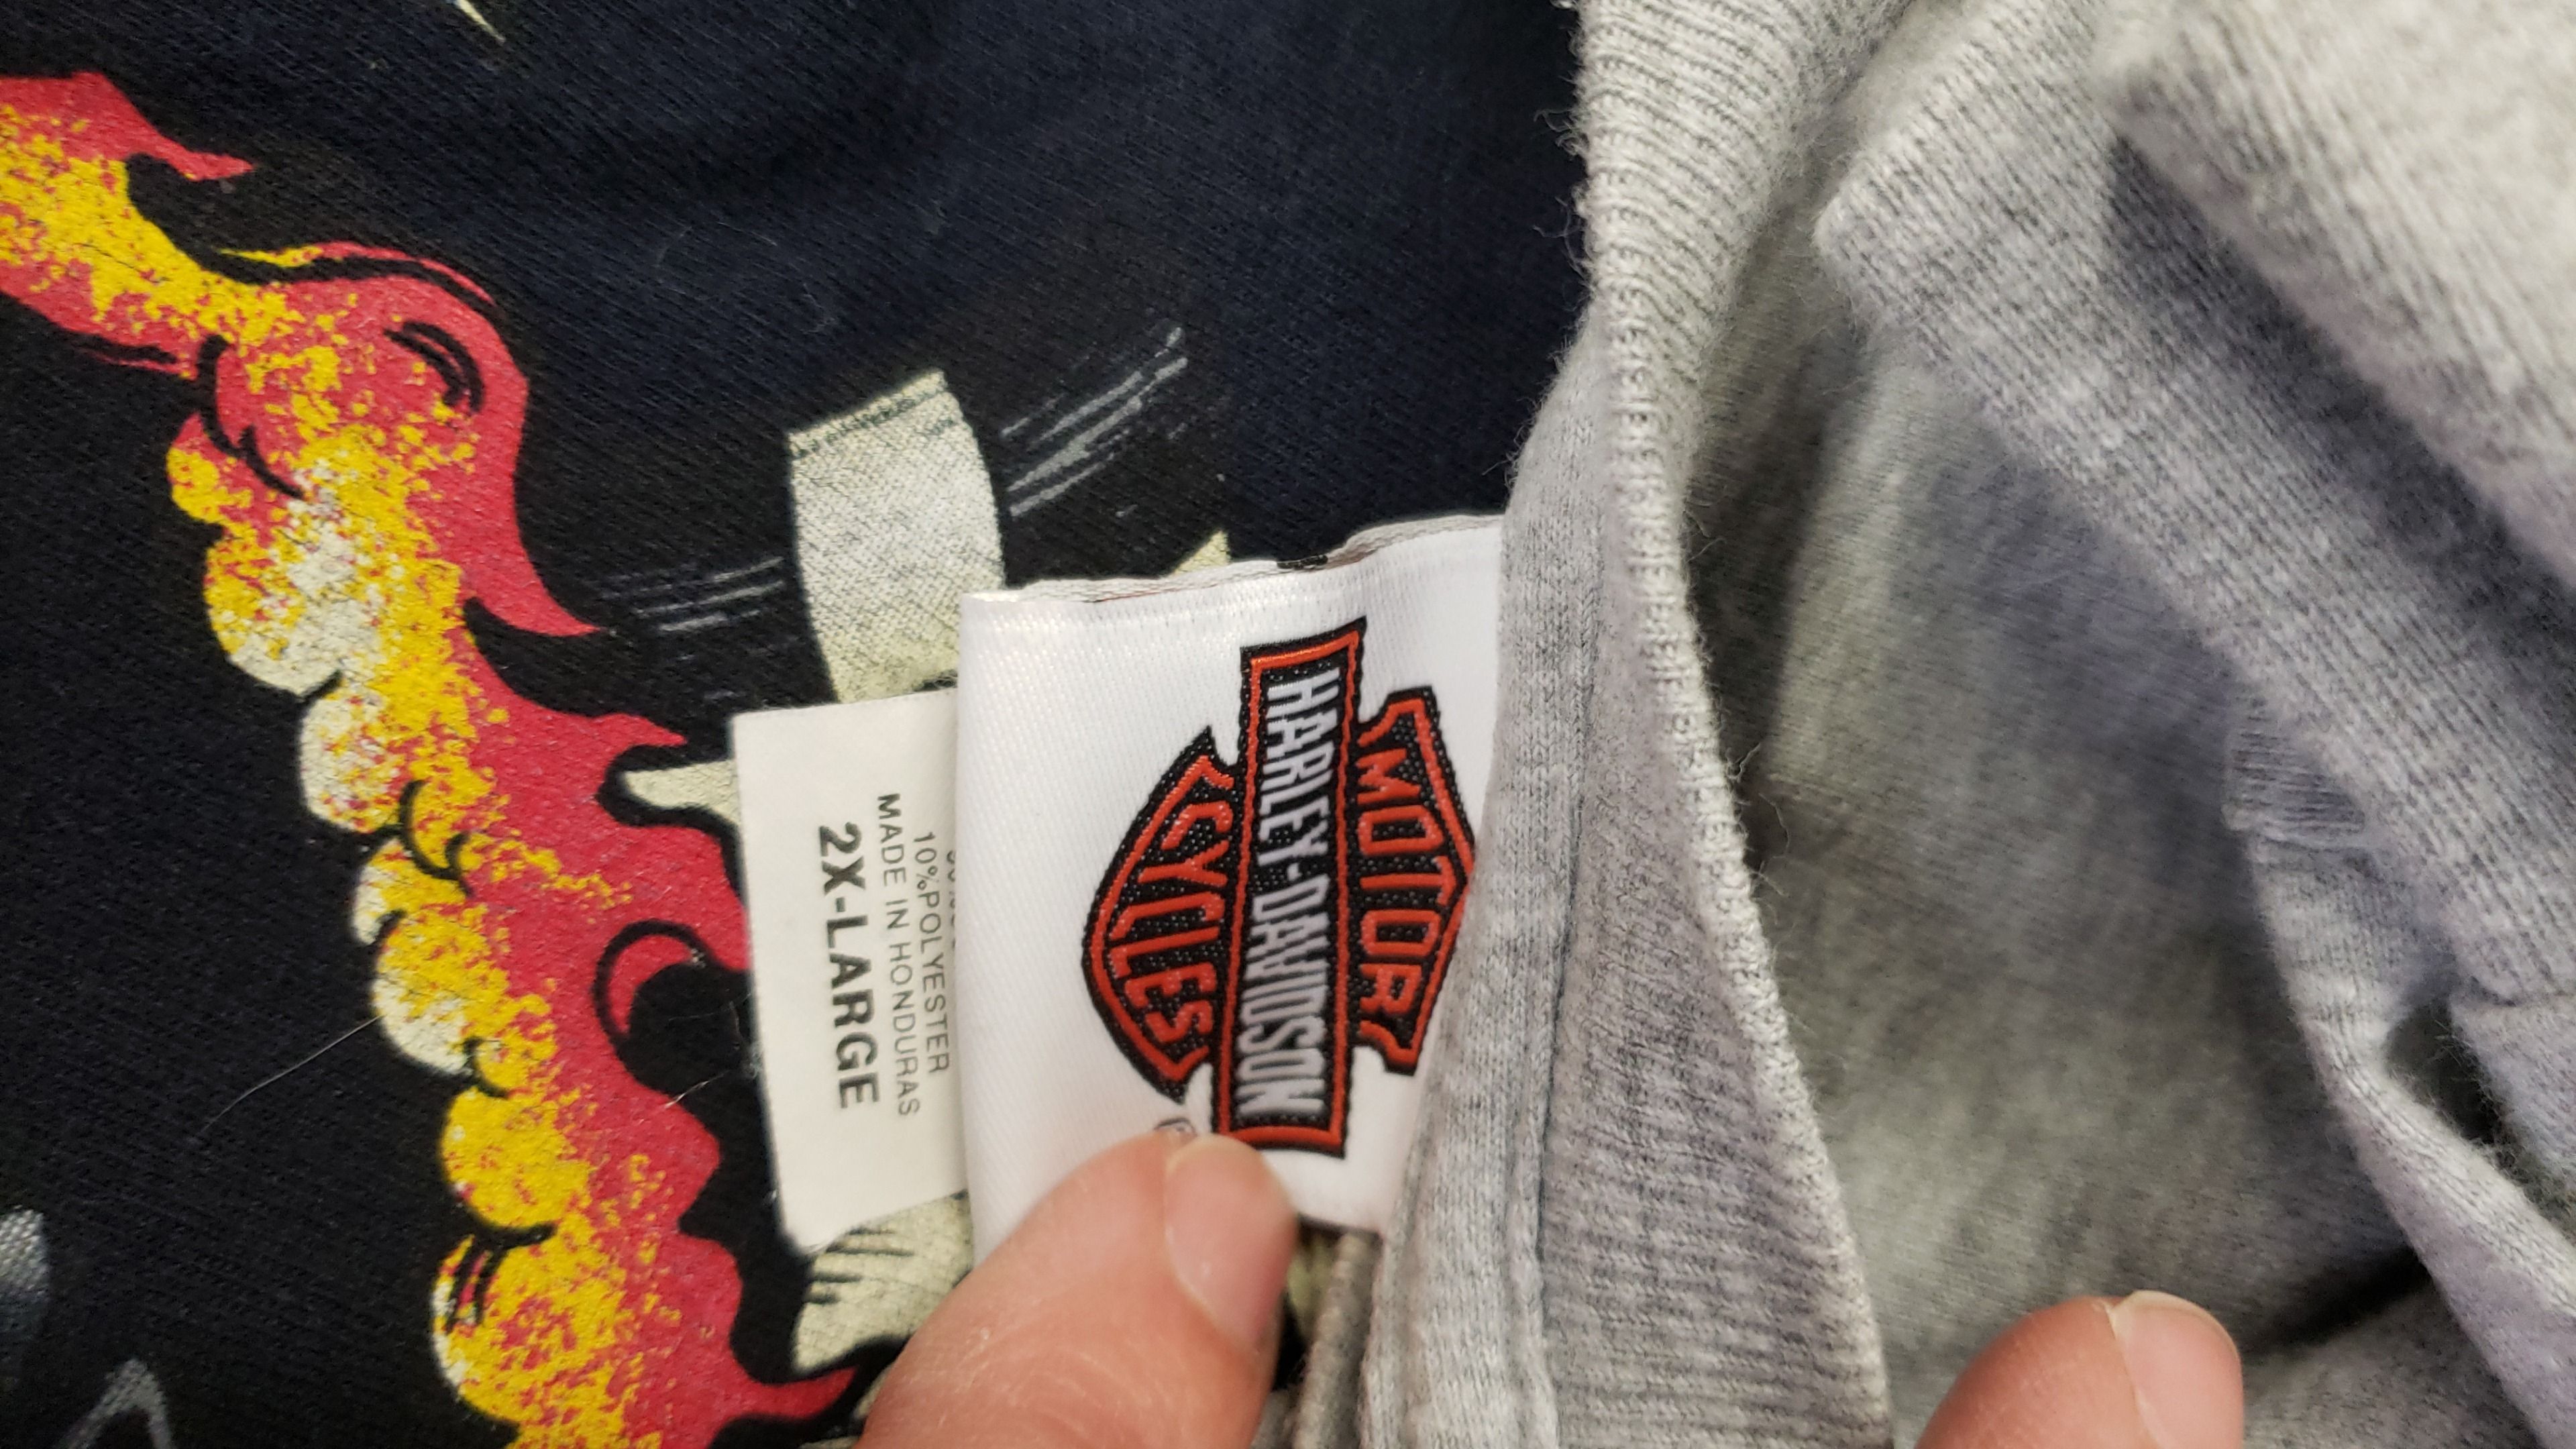 MOTOR
HARLEY-DAVIDSON
CYCLES
10% POLYESTER
MADE IN HONDURAS
2X-LARGE